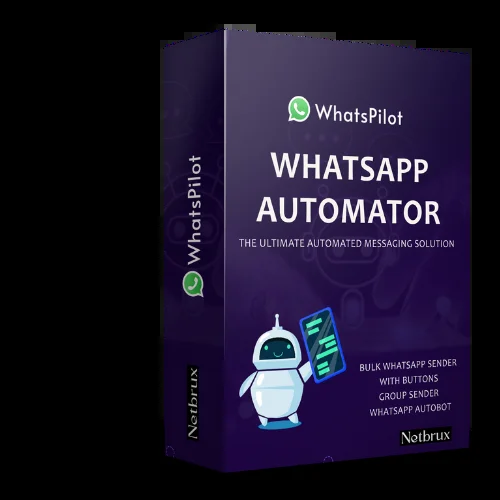 WhatsPilot
WHATSAPP
AUTOMATOR
THE ULTIMATE AUTOMATED MESSAGING SOLUTION
BULK WHATSAPP SENDER
WITH BUTTONS
GROUP SENDER
WHATSAPP AUTOBOT
Netbrux
WhatsPilot
Netbrux